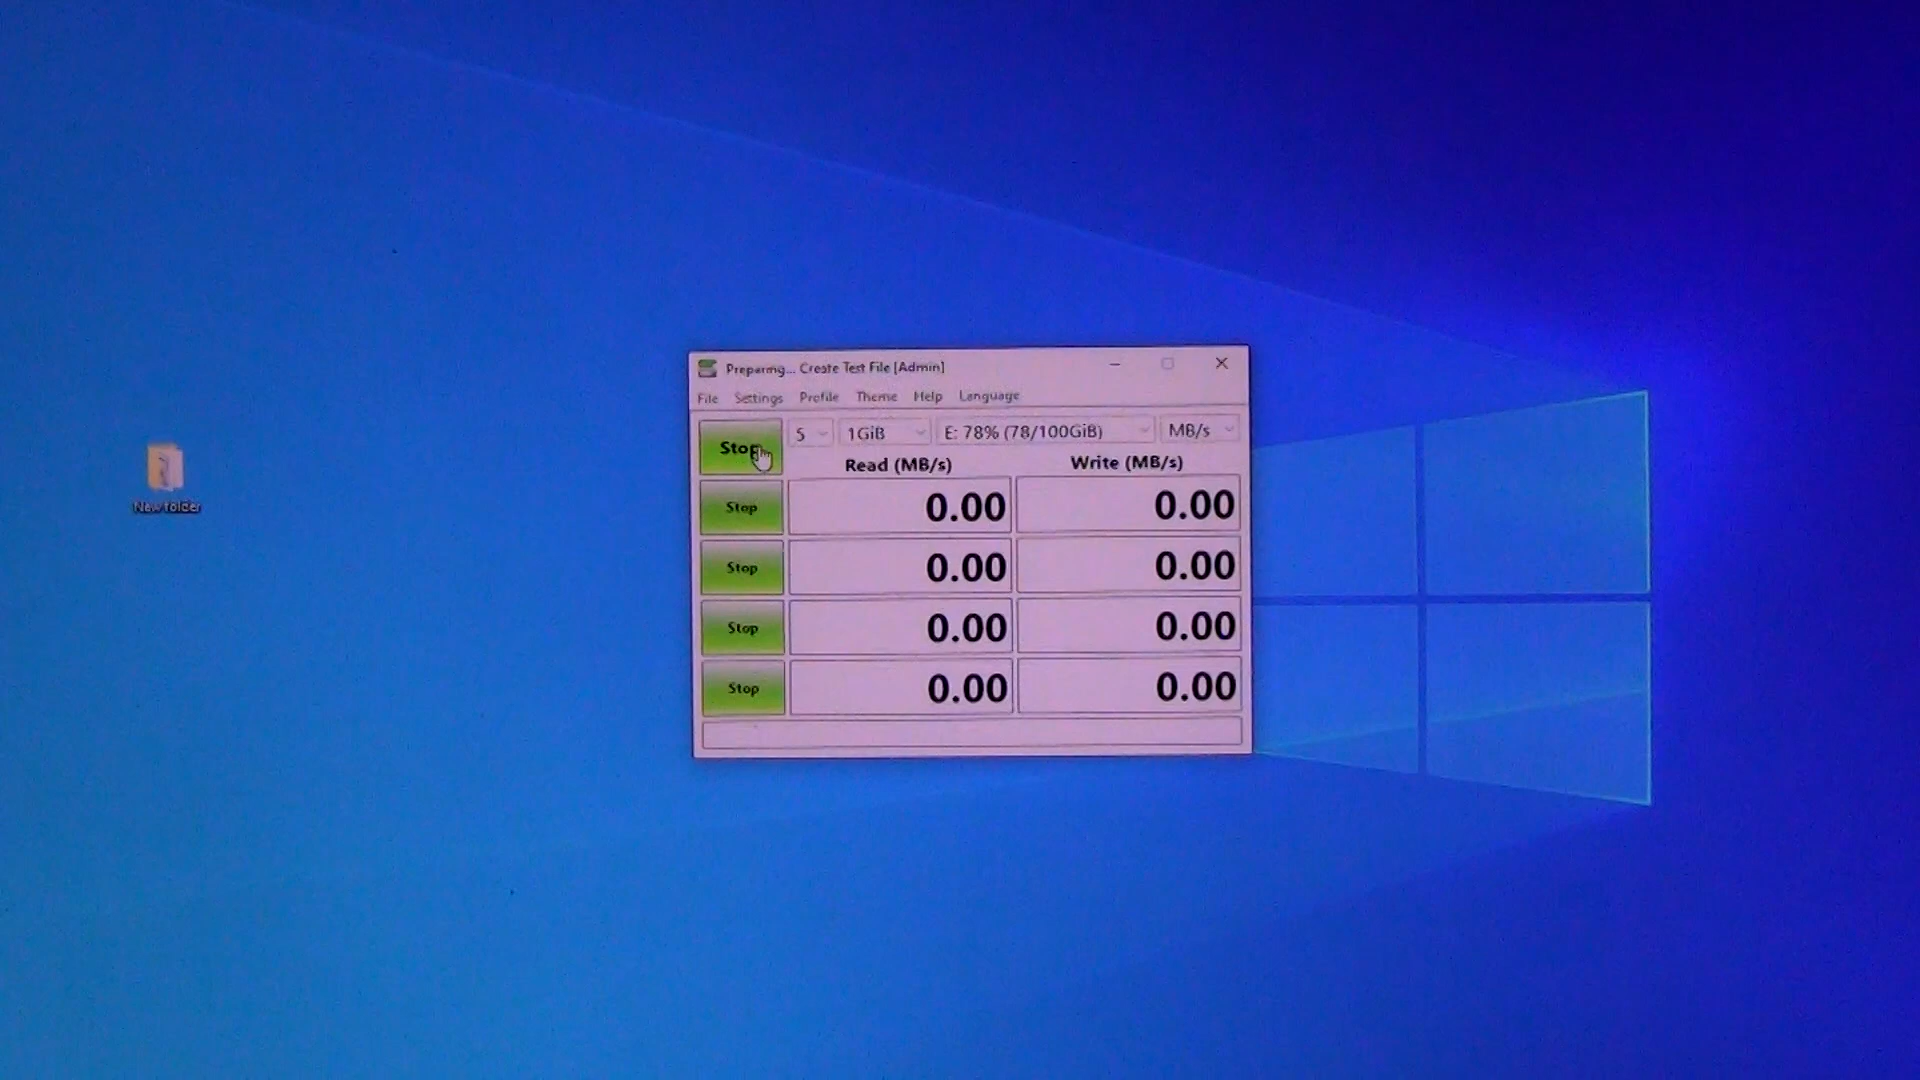 Preparing... Create Test File [Admin]
File Settings Profile Theme Help Language
Stop 5 1GiB E: 78% (78/100GiB) MB/s
Read (MB/s) Write (MB/s)
Stop 0.00 0.00
Stop 0.00 0.00
Stop 0.00 0.00
Stop 0.00 0.00
New folder